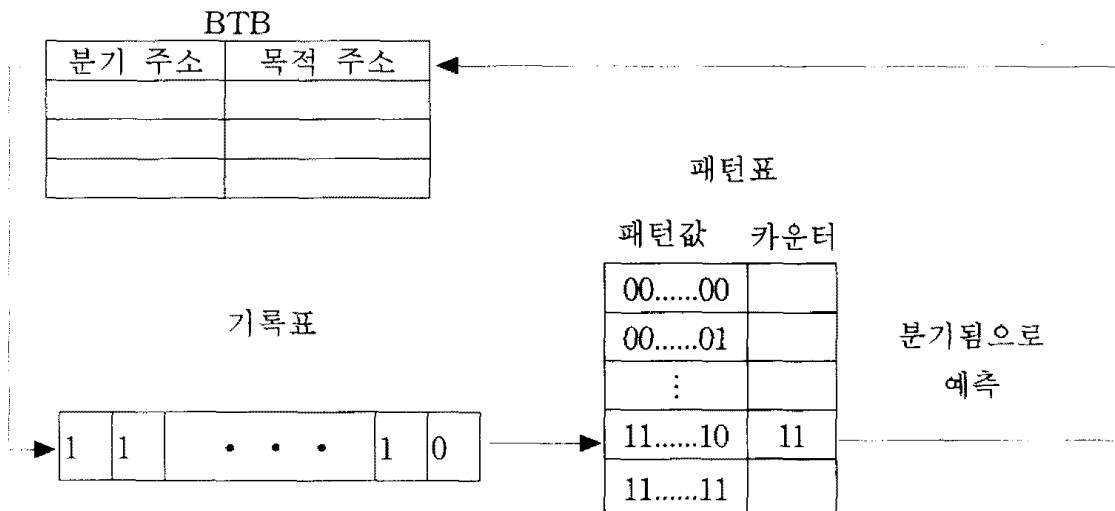 BTB
분기 주소 목적 주소
패턴표
패턴값 카운터
00......00
00......01
⋮
11......10 11
11......11
기록표
1 1 • • • 1 0
분기됨으로
예측